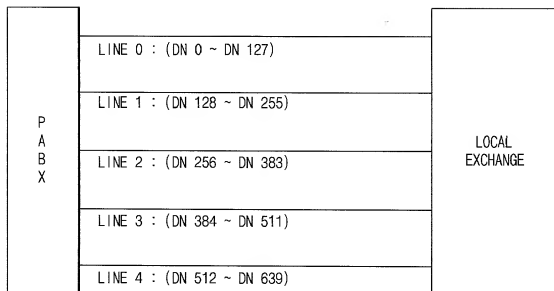 LINE 0 : (DN 0 ~ DN 127)
LINE 1 : (DN 128 ~ DN 255)
P
A
B
X
LOCAL
EXCHANGE
LINE 2 : (DN 256 ~ DN 383)
LINE 3 : (DN 384 ~ DN 511)
LINE 4 : (DN 512 ~ DN 639)